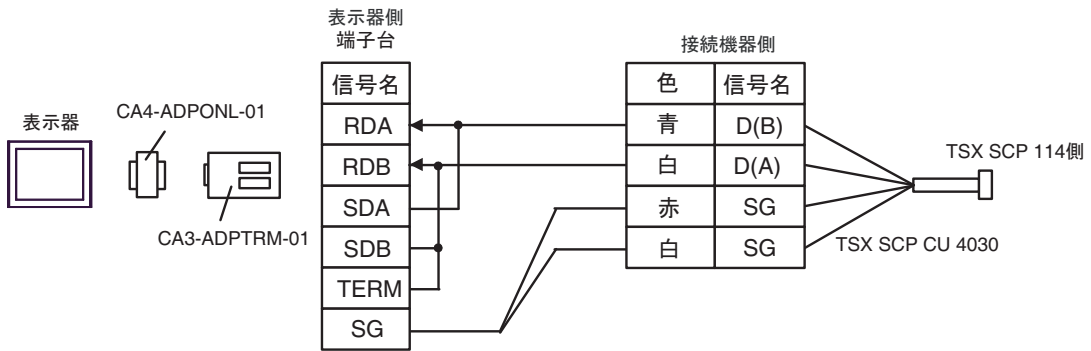 表示器
CA4-ADPONL-01
CA3-ADPTRM-01
表示器側
端子台
信号名
RDA
RDB
SDA
SDB
TERM
SG
接続機器側
色 信号名
青 D(B)
白 D(A)
赤 SG
白 SG
TSX SCP 114側
TSX SCP CU 4030